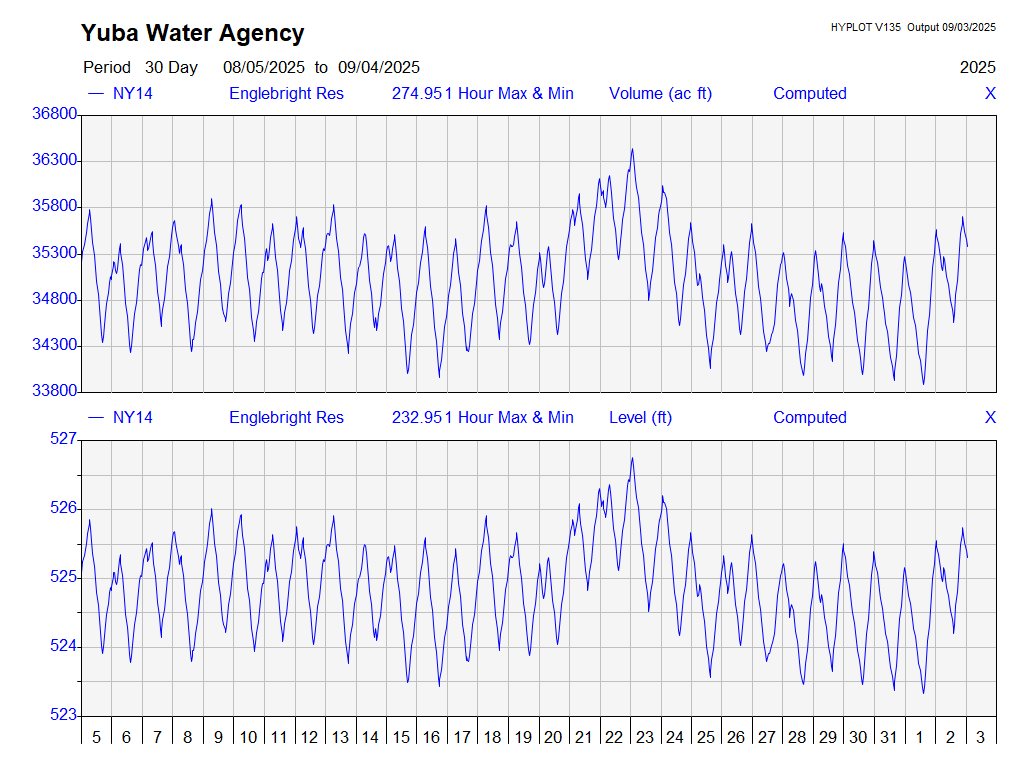 Yuba Water Agency
HYPLOT V135 Output 09/03/2025
Period 30 Day 08/05/2025 to 09/04/2025 2025
NY14 Englebright Res 274.951 Hour Max & Min Volume (ac ft) Computed X
36800
36300
35800
35300
34800
34300
33800
NY14 Englebright Res 232.951 Hour Max & Min Level (ft) Computed X
527
526
525
524
523
5 6 7 8 9 10 11 12 13 14 15 16 17 18 19 20 21 22 23 24 25 26 27 28 29 30 31 1 2 3